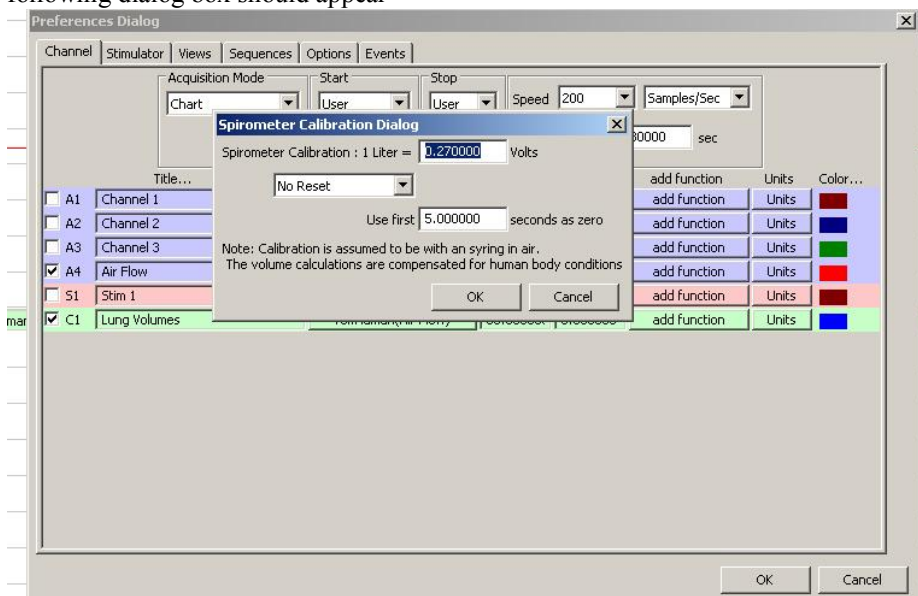 following dialog box should appear
Preferences Dialog
Channel Stimulator Views Sequences Options Events
Acquisition Mode Start Stop
Chart User User Speed 200 Samples/Sec
Spirometer Calibration Dialog
Spirometer Calibration : 1 Liter = 0.270000 Volts
sec
No Reset
Use first 5.000000 seconds as zero
Note: Calibration is assumed to be with an syring in air.
The volume calculations are compensated for human body conditions
OK Cancel
Title... add function Units Color...
A1 Channel 1 add function Units
A2 Channel 2 add function Units
A3 Channel 3 add function Units
A4 Air Flow add function Units
S1 Stim 1 add function Units
C1 Lung Volumes add function Units
OK Cancel